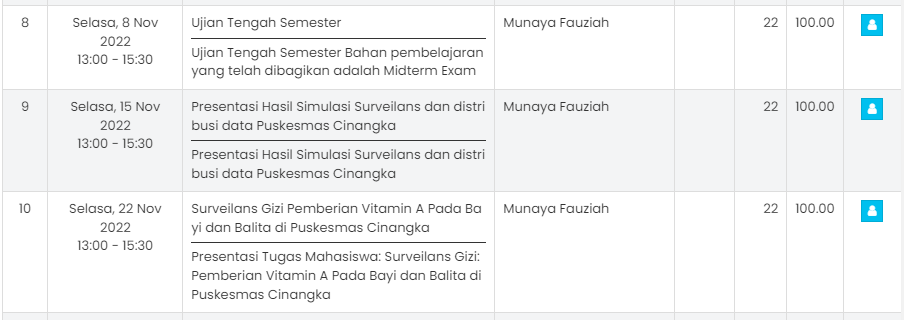 8
Selasa, 8 Nov
2022
13:00 - 15:30
Ujian Tengah Semester
Ujian Tengah Semester Bahan pembelajaran
yang telah dibagikan adalah Midterm Exam
Munaya Fauziah
22
100.00
9
Selasa, 15 Nov
2022
13:00 - 15:30
Presentasi Hasil Simulasi Surveilans dan distri
busi data Puskesmas Cinangka
Presentasi Hasil Simulasi Surveilans dan distri
busi data Puskesmas Cinangka
Munaya Fauziah
22
100.00
10
Selasa, 22 Nov
2022
13:00 - 15:30
Surveilans Gizi Pemberian Vitamin A Pada Ba
yi dan Balita di Puskesmas Cinangka
Presentasi Tugas Mahasiswa: Surveilans Gizi:
Pemberian Vitamin A Pada Bayi dan Balita di
Puskesmas Cinangka
Munaya Fauziah
22
100.00